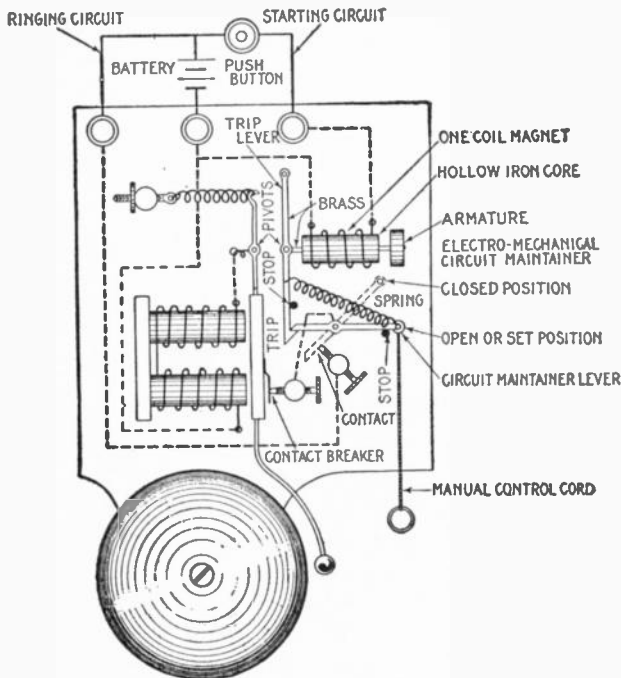 RINGING CIRCUIT
STARTING CIRCUIT
BATTERY
PUSH
BUTTON
TRIP
LEVER
ONE COIL MAGNET
HOLLOW IRON CORE
PIVOTS
BRASS
ARMATURE
ELECTRO-MECHANICAL
CIRCUIT MAINTAINER
STOP
SPRING
CLOSED POSITION
TRIP
OPEN OR SET POSITION
STOP
CIRCUIT MAINTAINER LEVER
CONTACT
CONTACT BREAKER
MANUAL CONTROL CORD